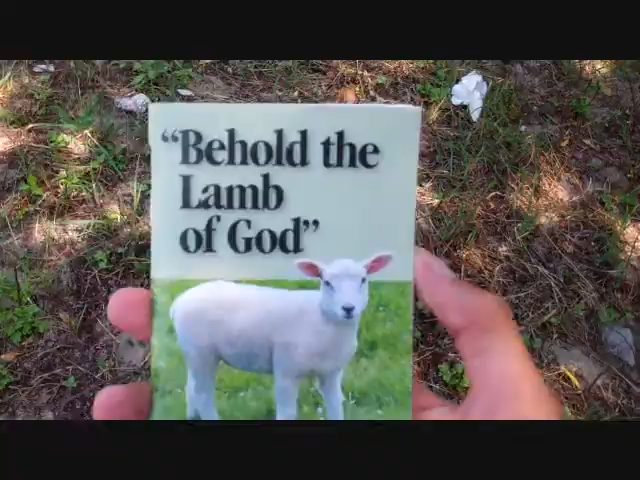 “Behold the
Lamb
of God”